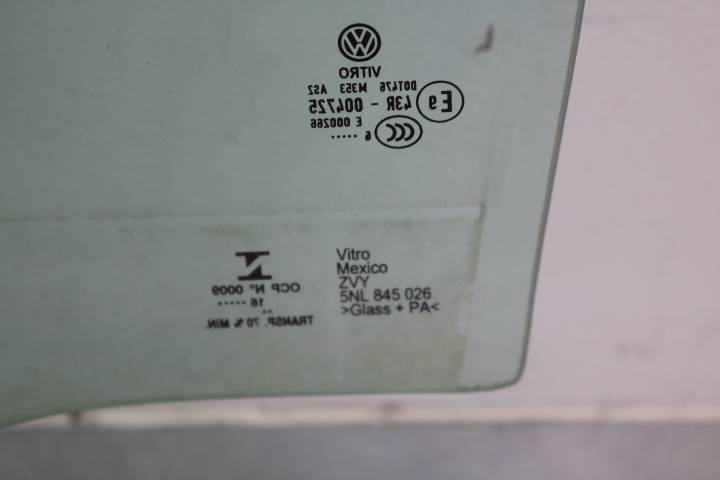 VITRO
DOT476 M353 AS2
E9 43R - 004725
E 000266
CCC 6 .....
OCP N° 0009
16 .....
..
TRANSP. 70 % MIN.
Vitro
Mexico
ZVY
5NL 845 026
>Glass + PA<